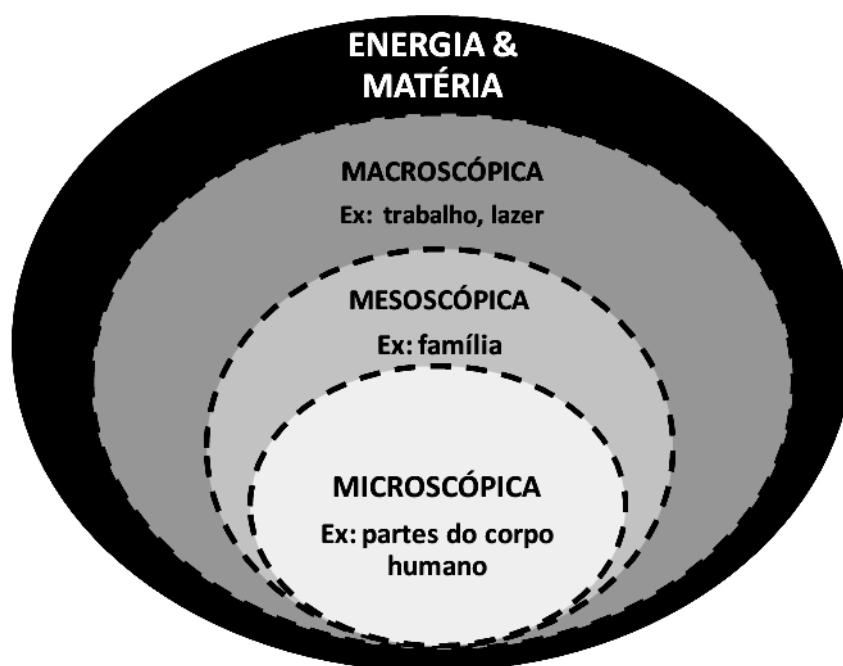 ENERGIA &
MATÉRIA
MACROSCÓPICA
Ex: trabalho, lazer
MESOSCÓPICA
Ex: família
MICROSCÓPICA
Ex: partes do corpo
humano